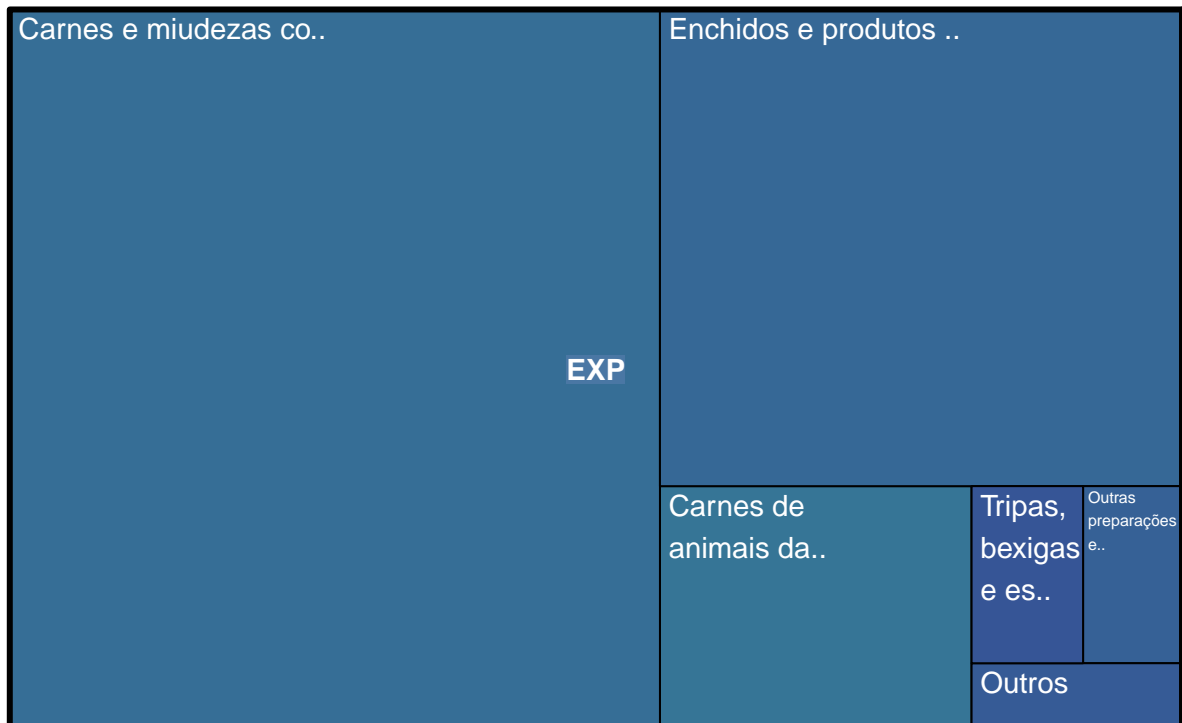 Carnes e miudezas co..
Enchidos e produtos ..
EXP
Carnes de
animais da..
Tripas,
bexigas
e es..
Outras
preparações
e..
Outros